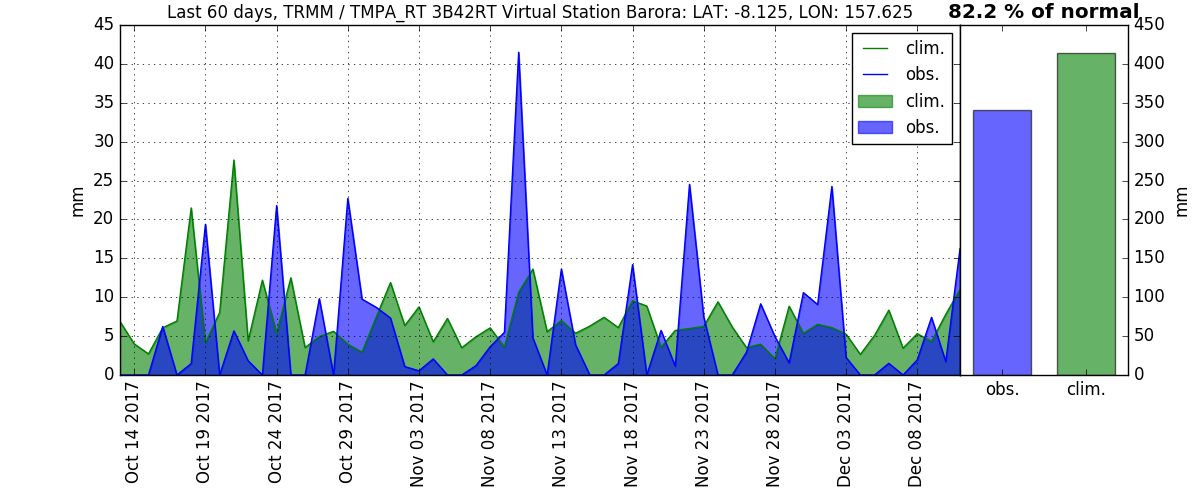 Last 60 days, TRMM / TMPA_RT 3B42RT Virtual Station Barora: LAT: -8.125, LON: 157.625
82.2 % of normal
45
40
35
30
25
20
15
10
5
0
mm
clim.
obs.
clim.
obs.
450
400
350
300
250
200
150
100
50
0
mm
obs.
clim.
Oct 14 2017
Oct 19 2017
Oct 24 2017
Oct 29 2017
Nov 03 2017
Nov 08 2017
Nov 13 2017
Nov 18 2017
Nov 23 2017
Nov 28 2017
Dec 03 2017
Dec 08 2017